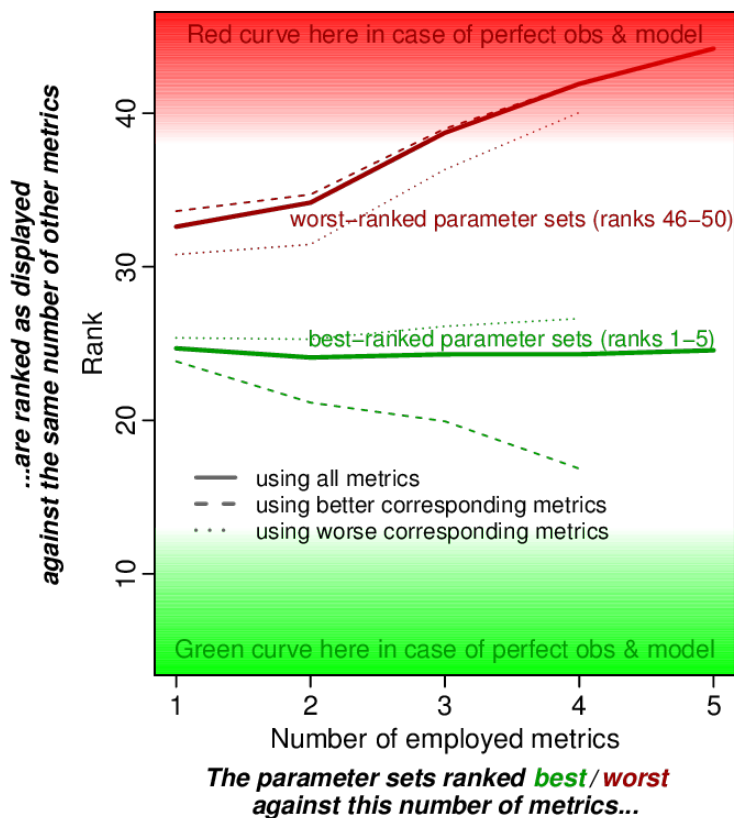 Red curve here in case of perfect obs & model
...are ranked as displayed
against the same number of other metrics
Rank
40
30
20
10
worst-ranked parameter sets (ranks 46-50)
best-ranked parameter sets (ranks 1-5)
using all metrics
using better corresponding metrics
using worse corresponding metrics
Green curve here in case of perfect obs & model
1 2 3 4 5
Number of employed metrics
The parameter sets ranked best/worst
against this number of metrics...